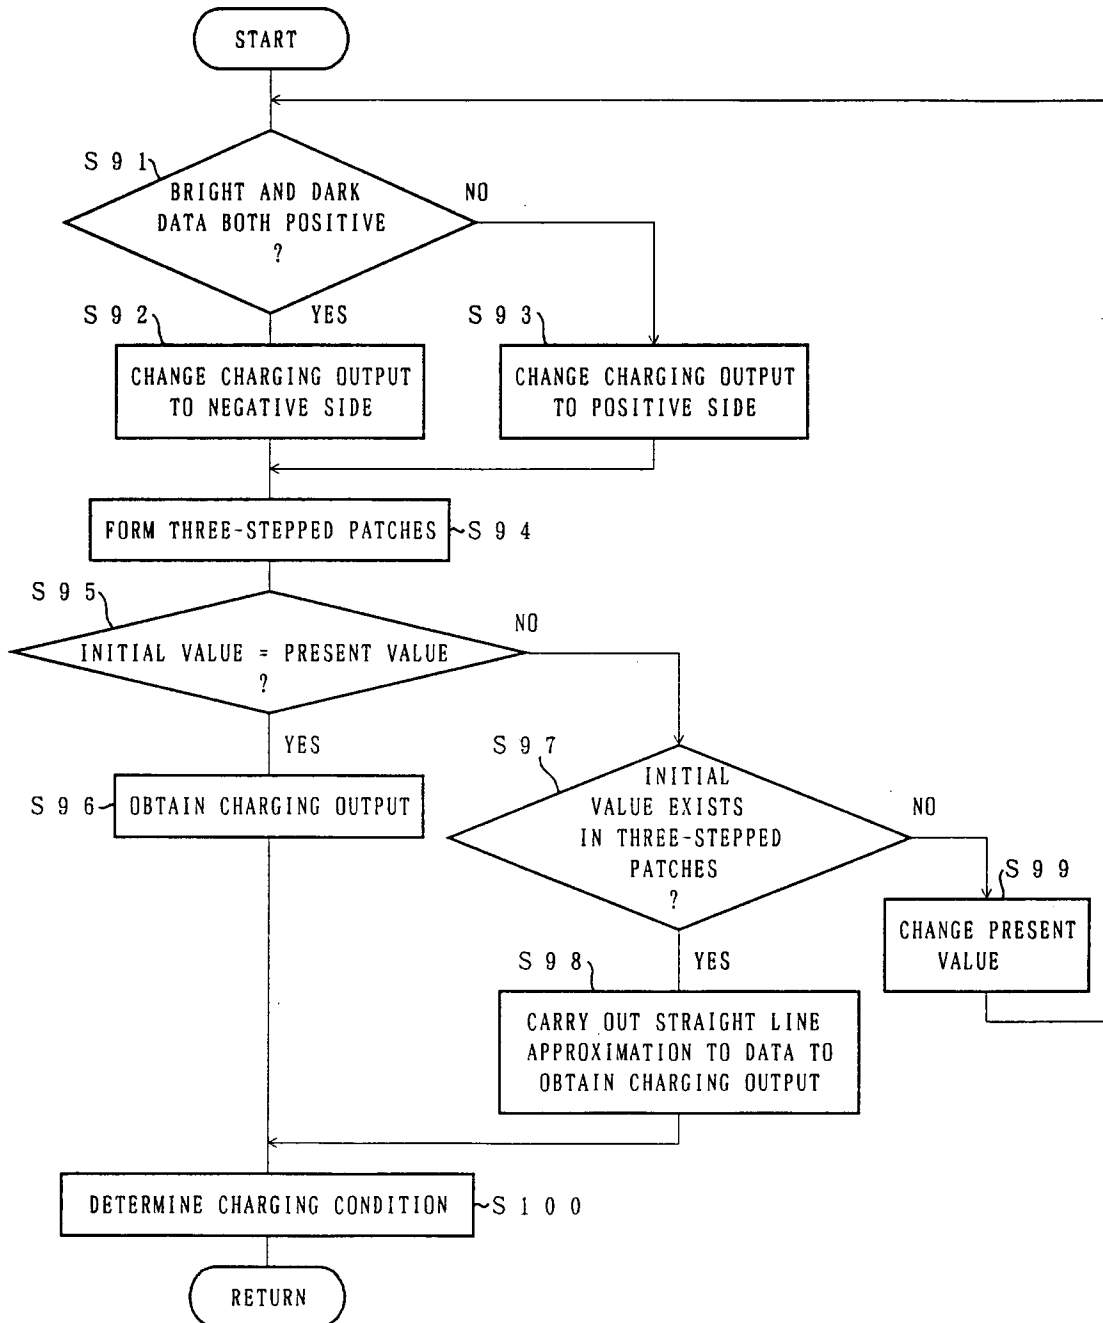 START
S91
BRIGHT AND DARK
DATA BOTH POSITIVE
?
NO
YES
S92
CHANGE CHARGING OUTPUT
TO NEGATIVE SIDE
S93
CHANGE CHARGING OUTPUT
TO POSITIVE SIDE
FORM THREE-STEPPED PATCHES
S94
S95
INITIAL VALUE = PRESENT VALUE
?
NO
YES
S96
OBTAIN CHARGING OUTPUT
S97
INITIAL
VALUE EXISTS
IN THREE-STEPPED
PATCHES
?
NO
YES
S99
CHANGE PRESENT
VALUE
S98
CARRY OUT STRAIGHT LINE
APPROXIMATION TO DATA TO
OBTAIN CHARGING OUTPUT
DETERMINE CHARGING CONDITION
S100
RETURN